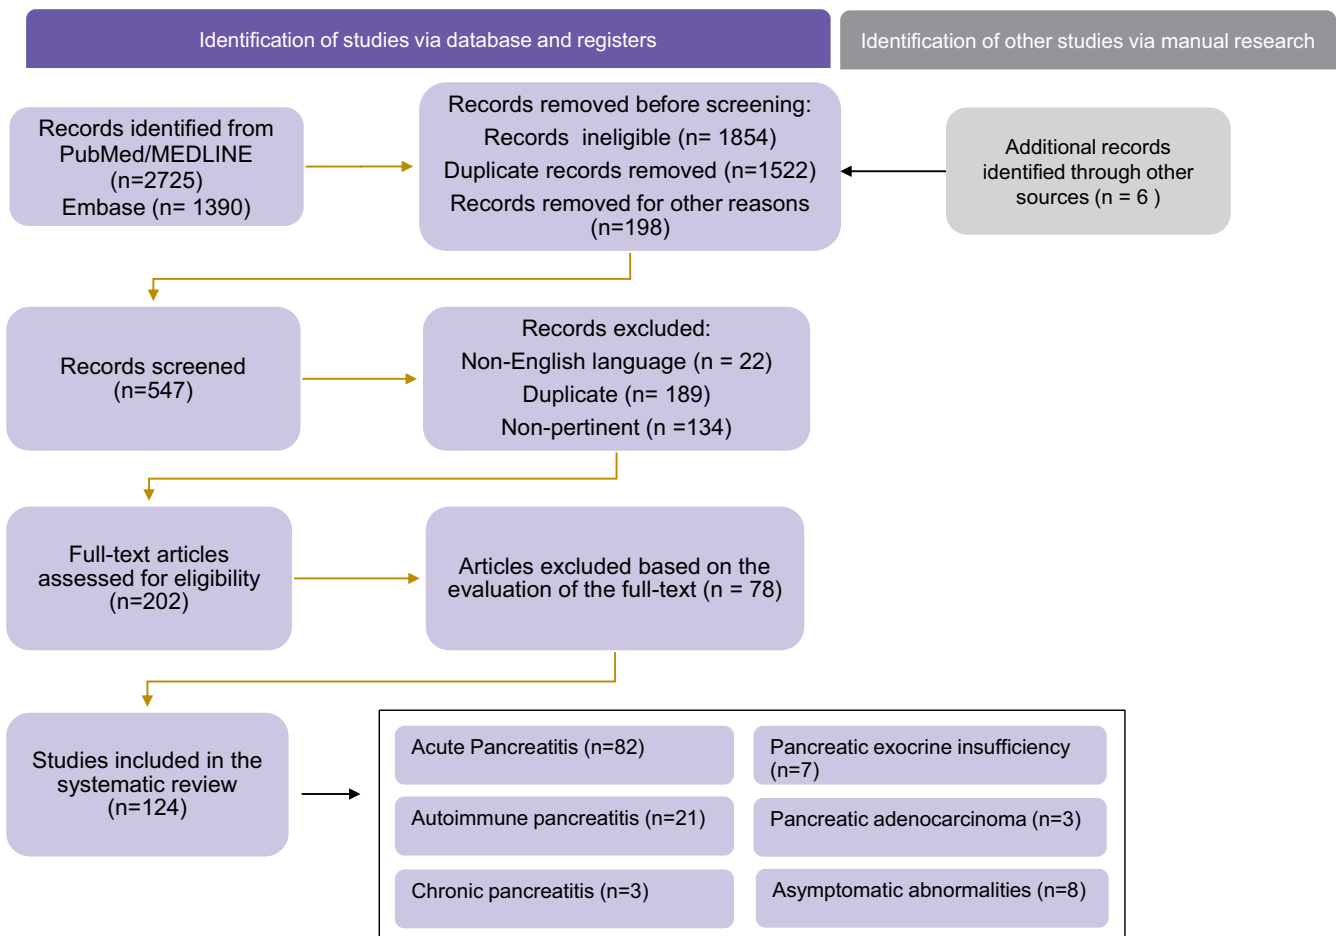 Identification of studies via database and registers
Identification of other studies via manual research
Records identified from
PubMed/MEDLINE
(n=2725)
Embase (n= 1390)
Records removed before screening:
Records  ineligible (n= 1854)
Duplicate records removed (n=1522)
Records removed for other reasons
(n=198)
Additional records
identified through other
sources (n = 6 )
Records screened
(n=547)
Records excluded:
Non-English language (n = 22)
Duplicate (n= 189)
Non-pertinent (n =134)
Full-text articles
assessed for eligibility
(n=202)
Articles excluded based on the
evaluation of the full-text (n = 78)
Studies included in the
systematic review
(n=124)
Acute Pancreatitis (n=82)
Pancreatic exocrine insufficiency
(n=7)
Autoimmune pancreatitis (n=21)
Pancreatic adenocarcinoma (n=3)
Chronic pancreatitis (n=3)
Asymptomatic abnormalities (n=8)